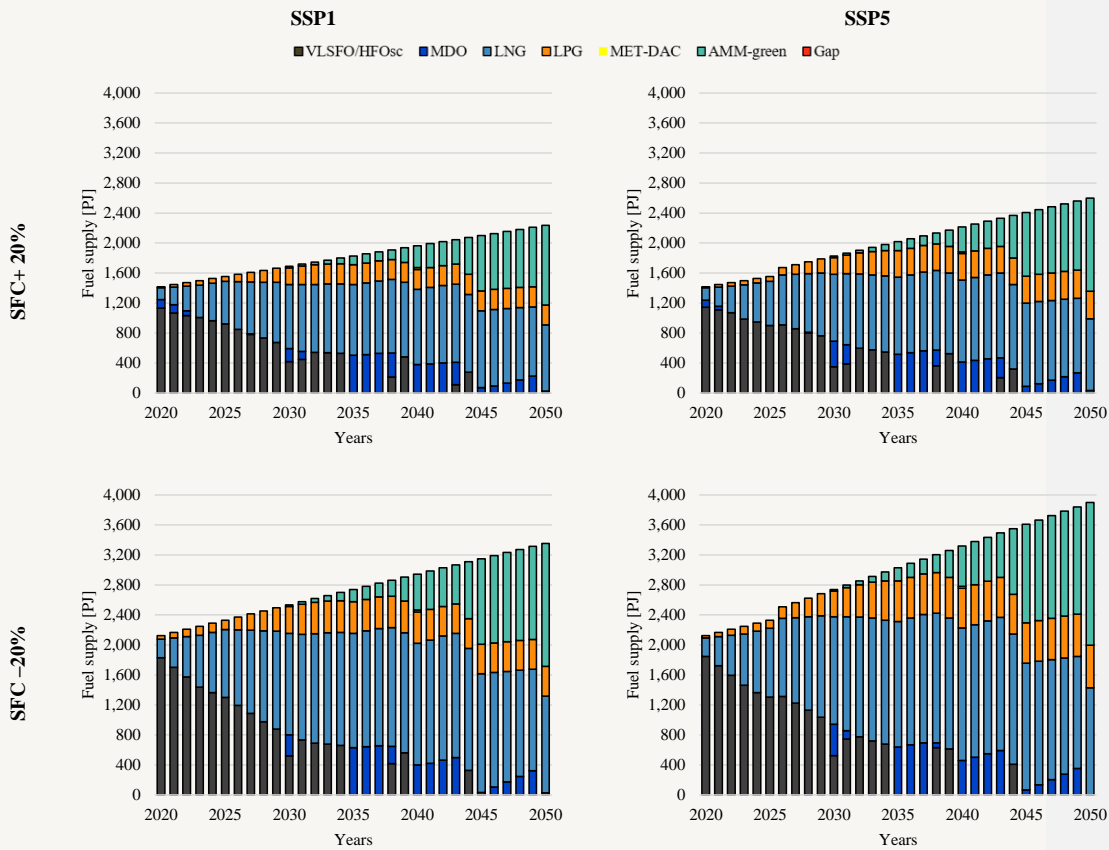 SSP1 SSP5
VLSFO/HFOsc MDO LNG LPG MET-DAC AMM-green Gap
SFC+ 20%
Fuel supply [PJ]
4,000
3,600
3,200
2,800
2,400
2,000
1,600
1,200
800
400
0
2020 2025 2030 2035 2040 2045 2050
Years
Fuel supply [PJ]
4,000
3,600
3,200
2,800
2,400
2,000
1,600
1,200
800
400
0
2020 2025 2030 2035 2040 2045 2050
Years
SFC –20%
Fuel supply [PJ]
4,000
3,600
3,200
2,800
2,400
2,000
1,600
1,200
800
400
0
2020 2025 2030 2035 2040 2045 2050
Years
Fuel supply [PJ]
4,000
3,600
3,200
2,800
2,400
2,000
1,600
1,200
800
400
0
2020 2025 2030 2035 2040 2045 2050
Years